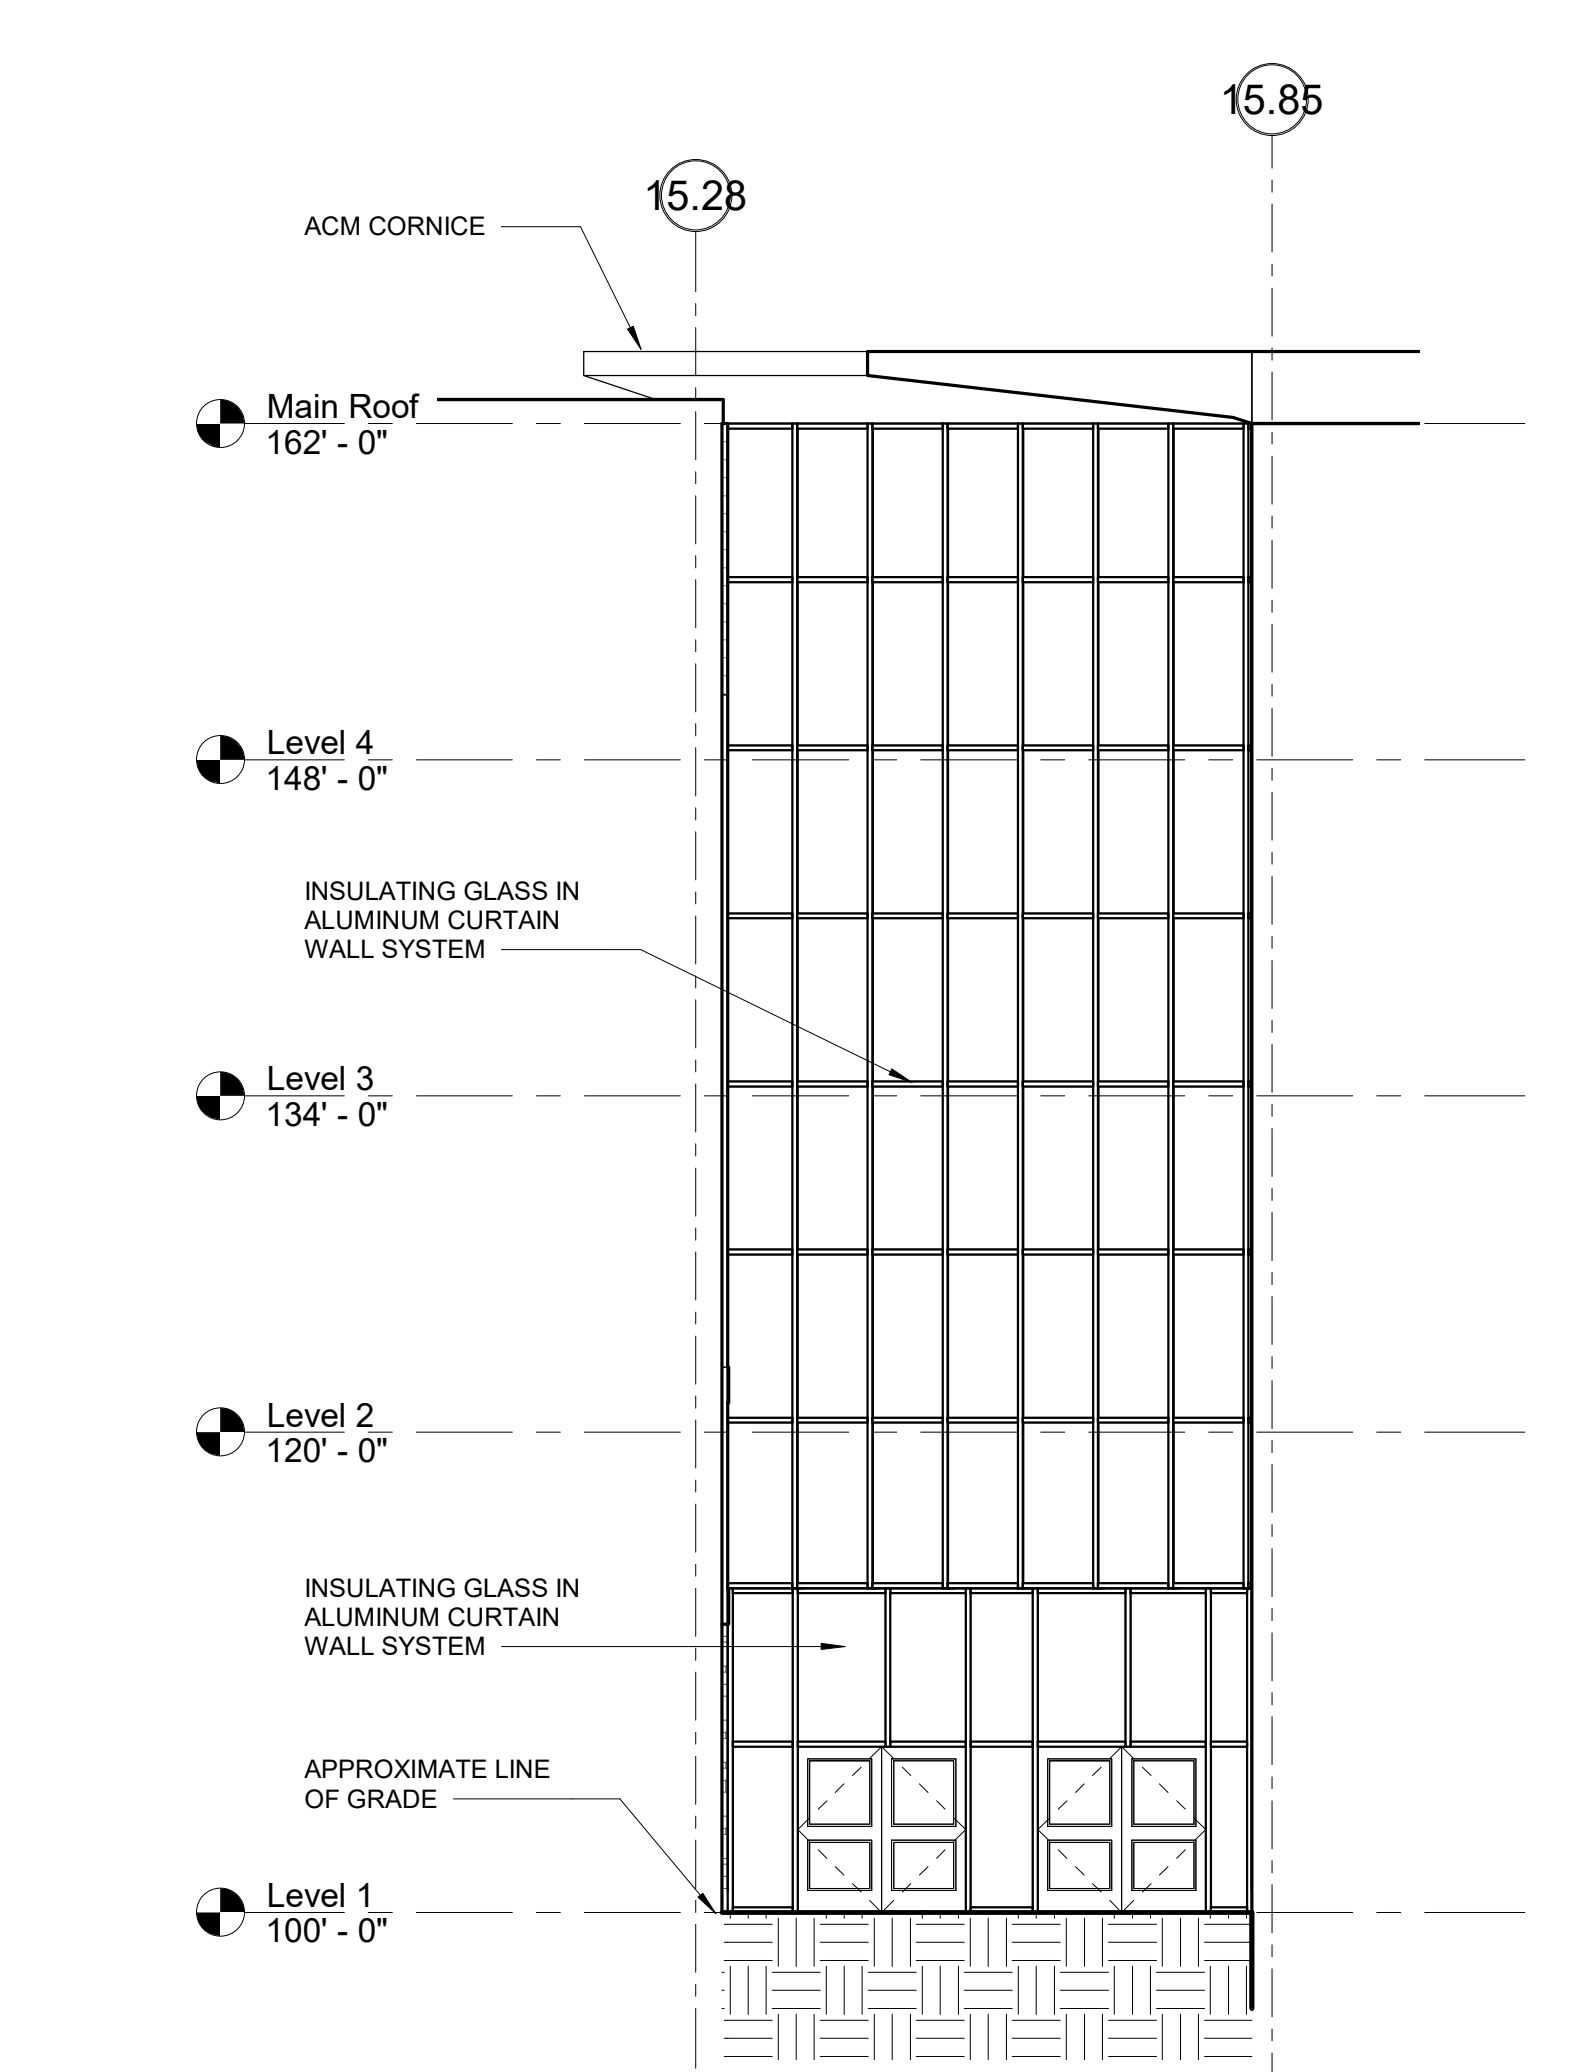 15.85
15.28
ACM CORNICE
Main Roof
162' - 0"
Level 4
148' - 0"
INSULATING GLASS IN
ALUMINUM CURTAIN
WALL SYSTEM
Level 3
134' - 0"
Level 2
120' - 0"
INSULATING GLASS IN
ALUMINUM CURTAIN
WALL SYSTEM
APPROXIMATE LINE
OF GRADE
Level 1
100' - 0"